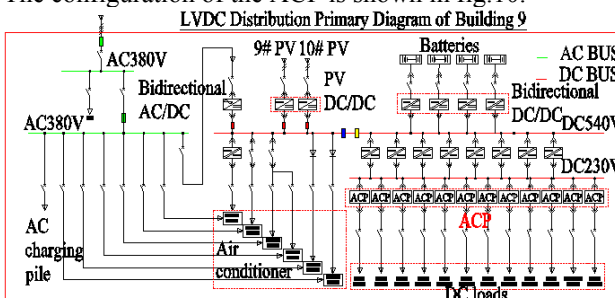 The configuration of the ACP is shown in fig.10.
LVDC Distribution Primary Diagram of Building 9
9# PV 10# PV
Batteries
AC BUS
DC BUS
AC380V
Bidirectional
AC/DC
PV
DC/DC
Bidirectional
DC/DC
AC380V
DC540V
DC230V
ACP ACP ACP ACP ACP ACP ACP ACP ACP ACP ACP ACP
ACP
AC
charging
pile
Air
conditioner
DC loads